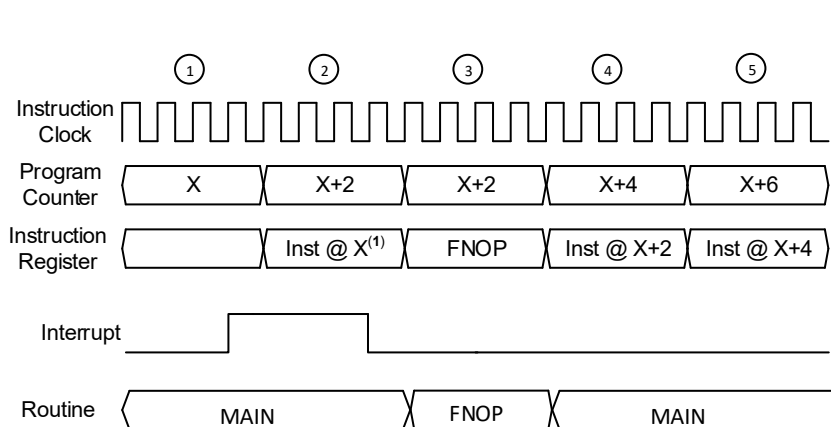 1 2 3 4 5
Instruction
Clock
Program
Counter
X X+2 X+2 X+4 X+6
Instruction
Register
Inst @ X(1) FNOP Inst @ X+2 Inst @ X+4
Interrupt
Routine MAIN FNOP MAIN